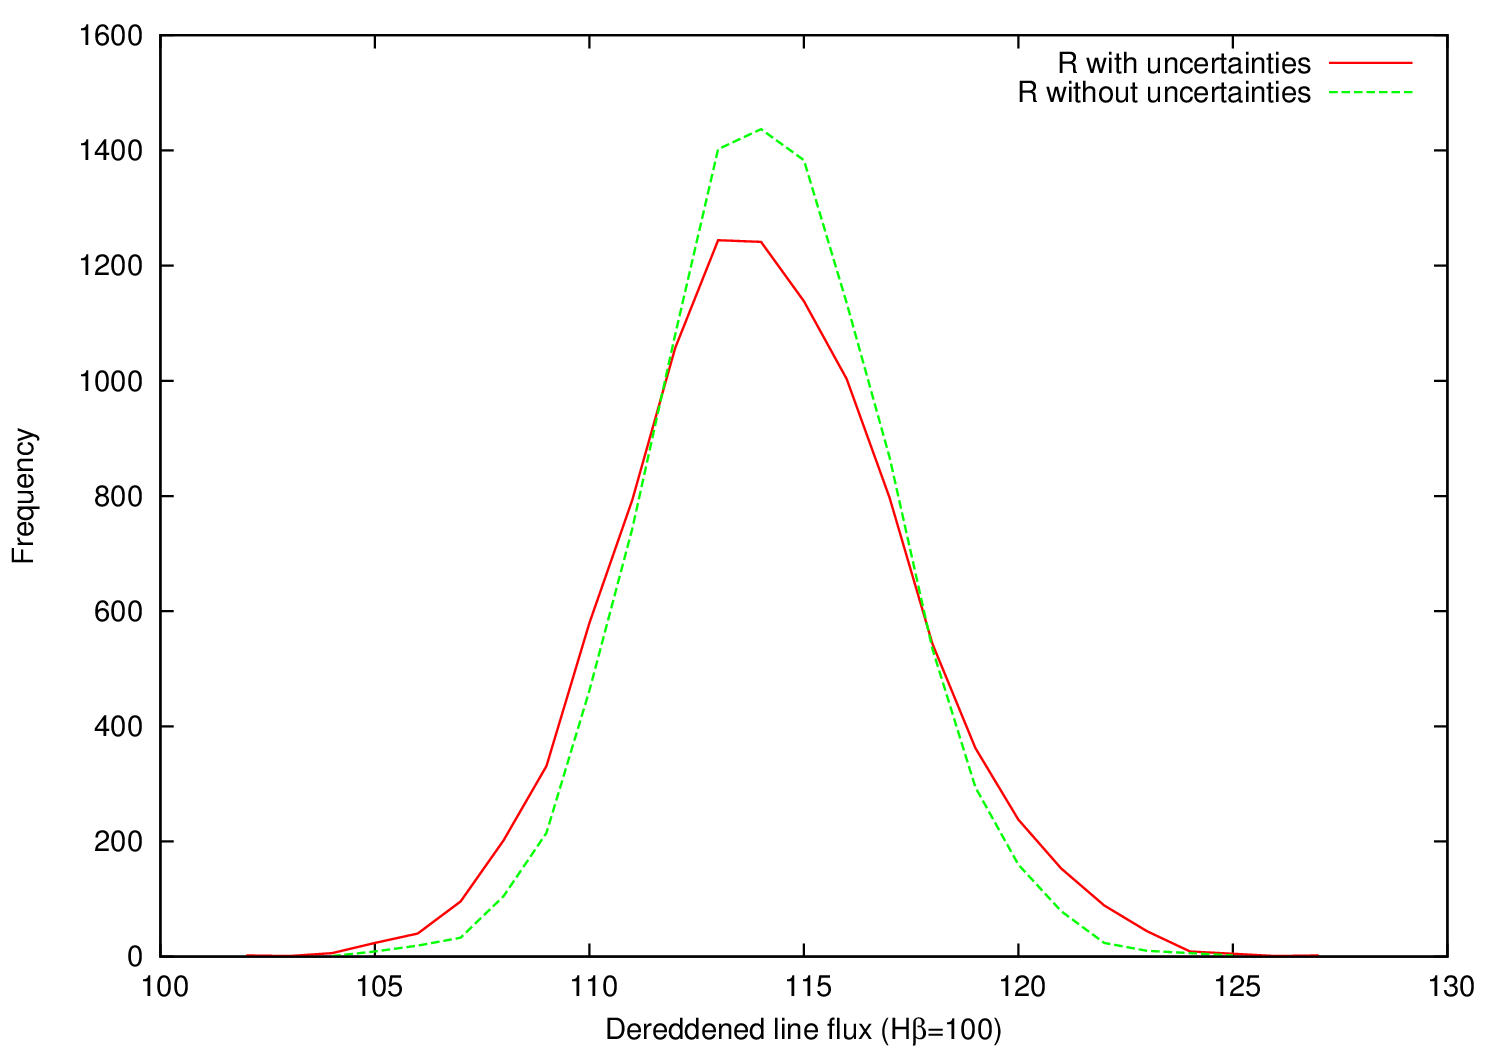 1600
1400
1200
1000
800
600
400
200
0
100 105 110 115 120 125 130
Frequency
Dereddened line flux (Hβ=100)
R with uncertainties
R without uncertainties